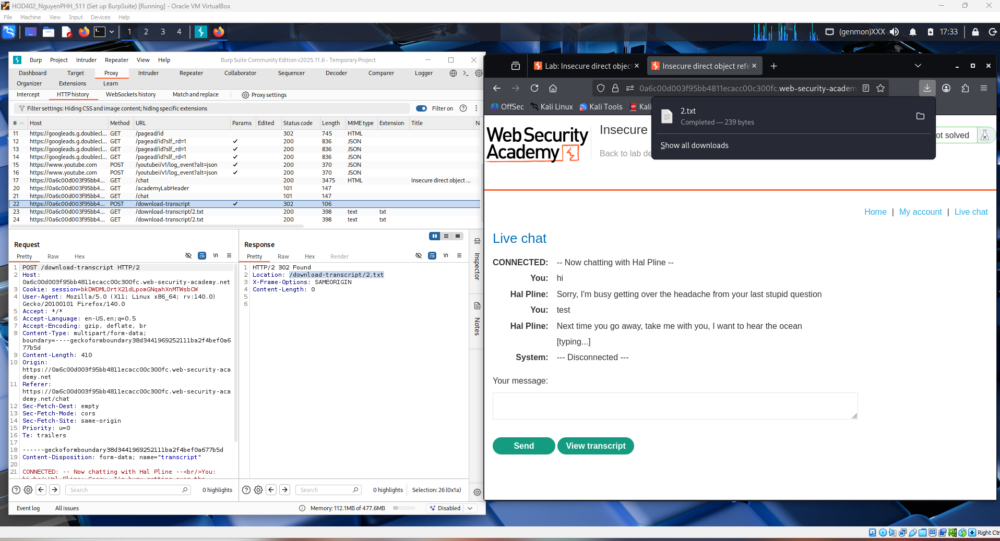 HOD402_NguyenPHH_511 (Set up BurpSuite) [Running] - Oracle VM VirtualBox
File Machine View Input Devices Help
1 2 3 4 (genmon)XXX 17:33
Burp Project Intruder Repeater View Help Burp Suite Community Edition v2025.11.6 - Temporary Project
Dashboard Target Proxy Intruder Repeater Collaborator Sequencer Decoder Comparer Logger
Organizer Extensions Learn
Intercept HTTP history WebSockets history Match and replace Proxy settings
Filter settings: Hiding CSS and image content; hiding specific extensions Filter on
# Host Method URL Params Edited Status code Length MIME type Extension Title
11 https://googleads.g.doublecl... GET /pagead/id 302 745 HTML
12 https://googleads.g.doublecl... GET /pagead/id?slf_rd=1 ✓ 200 836 JSON
13 https://googleads.g.doublecl... GET /pagead/id?slf_rd=1 ✓ 200 836 JSON
14 https://googleads.g.doublecl... GET /pagead/id?slf_rd=1 ✓ 200 836 JSON
15 https://www.youtube.com POST /youtubei/v1/log_event?alt=json ✓ 200 370 JSON
16 https://www.youtube.com POST /youtubei/v1/log_event?alt=json ✓ 200 370 JSON
17 https://0a6c00d003f95bb4... GET /chat 200 3475 HTML Insecure direct object ...
20 https://0a6c00d003f95bb4... GET /academyLabHeader 101 147
21 https://0a6c00d003f95bb4... GET /chat 101 147
22 https://0a6c00d003f95bb4... POST /download-transcript ✓ 302 106
23 https://0a6c00d003f95bb4... GET /download-transcript/2.txt 200 398 text txt
24 https://0a6c00d003f95bb4... GET /download-transcript/2.txt 200 398 text txt
Request
Pretty Raw Hex \n
1 POST /download-transcript HTTP/2
2 Host:
0a6c00d003f95bb4811ecacc00c300fc.web-security-academy.net
3 Cookie: session=bkDWDML0rtX21dLpomGNqahXnMTWsbCW
4 User-Agent: Mozilla/5.0 (X11; Linux x86_64; rv:140.0)
Gecko/20100101 Firefox/140.0
5 Accept: */*
6 Accept-Language: en-US,en;q=0.5
7 Accept-Encoding: gzip, deflate, br
8 Content-Type: multipart/form-data;
boundary=----geckoformboundary38d3441969252111ba2f4bef0a6
77b5d
9 Content-Length: 410
10 Origin:
https://0a6c00d003f95bb4811ecacc00c300fc.web-security-aca
demy.net
11 Referer:
https://0a6c00d003f95bb4811ecacc00c300fc.web-security-aca
demy.net/chat
12 Sec-Fetch-Dest: empty
13 Sec-Fetch-Mode: cors
14 Sec-Fetch-Site: same-origin
15 Priority: u=0
16 Te: trailers
17
18 ------geckoformboundary38d3441969252111ba2f4bef0a677b5d
19 Content-Disposition: form-data; name="transcript"
20
21 CONNECTED: -- Now chatting with Hal Pline --<br/>You:
Response
Pretty Raw Hex Render \n
1 HTTP/2 302 Found
2 Location: /download-transcript/2.txt
3 X-Frame-Options: SAMEORIGIN
4 Content-Length: 0
5
6
Inspector
Notes
Search 0 highlights
Search 0 highlights Selection: 26 (0x1a)
Event log All issues Memory: 112.1MB of 477.6MB Disabled
Lab: Insecure direct object Insecure direct object refe
0a6c00d003f95bb4811ecacc00c300fc.web-security-academ
OffSec Kali Linux Kali Tools Kali
2.txt
Completed — 239 bytes
Show all downloads
Web Security
Academy
Insecure
Back to lab de
ot solved
Home | My account | Live chat
Live chat
CONNECTED: -- Now chatting with Hal Pline --
You: hi
Hal Pline: Sorry, I'm busy getting over the headache from your last stupid question
You: test
Hal Pline: Next time you go away, take me with you, I want to hear the ocean
[typing...]
System: --- Disconnected ---
Your message:
Send View transcript
Right Ctr